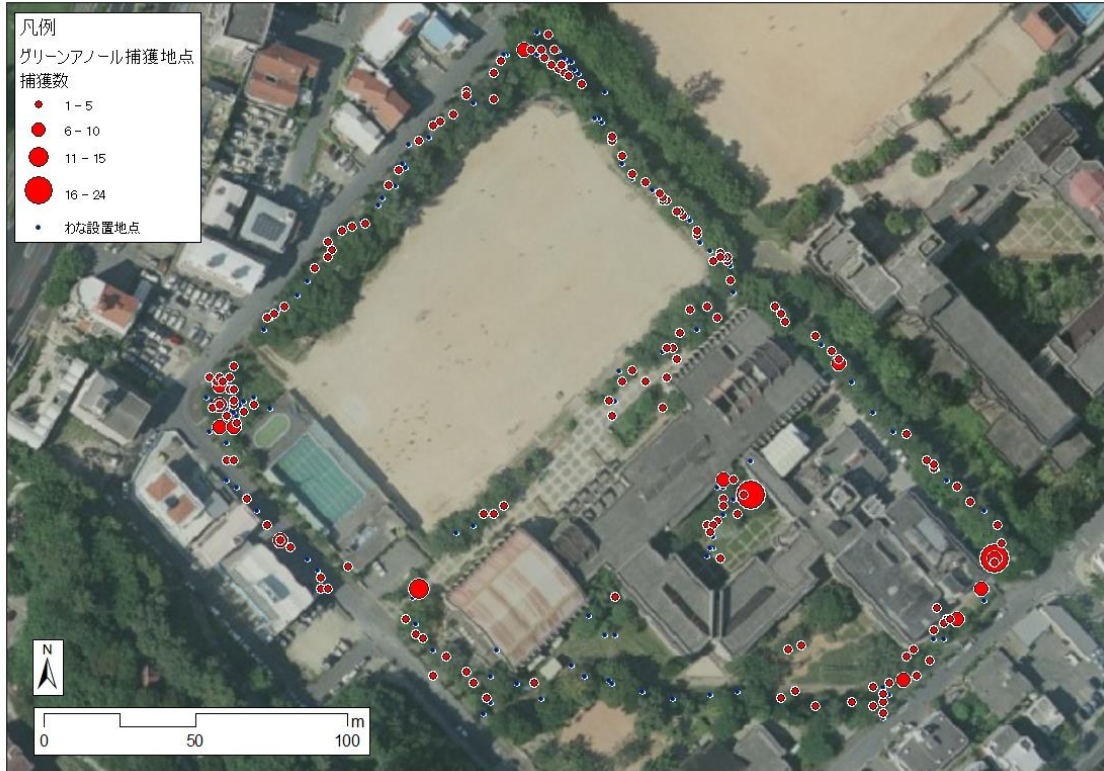 凡例
グリーンアノール捕獲地点
捕獲数
1 - 5
6 - 10
11 - 15
16 - 24
わな設置地点
N
m
0 50 100